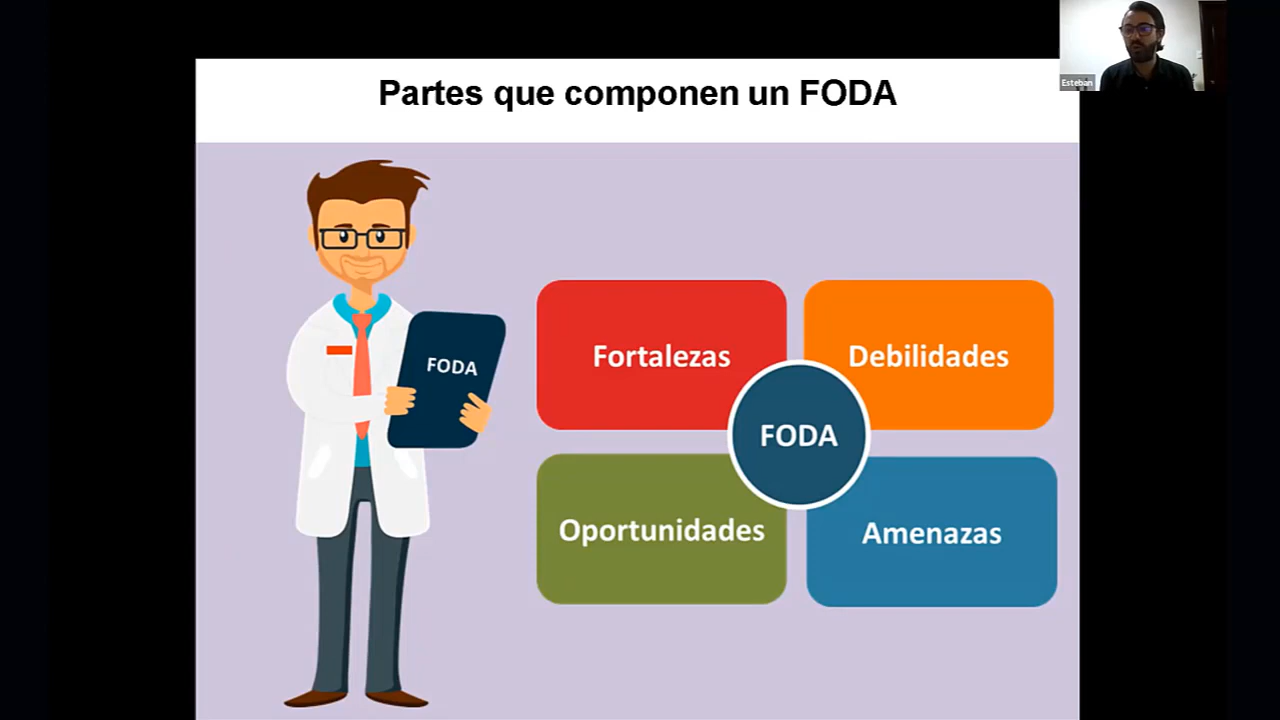 Esteban
Partes que componen un FODA
FODA
Fortalezas
Debilidades
FODA
Oportunidades
Amenazas